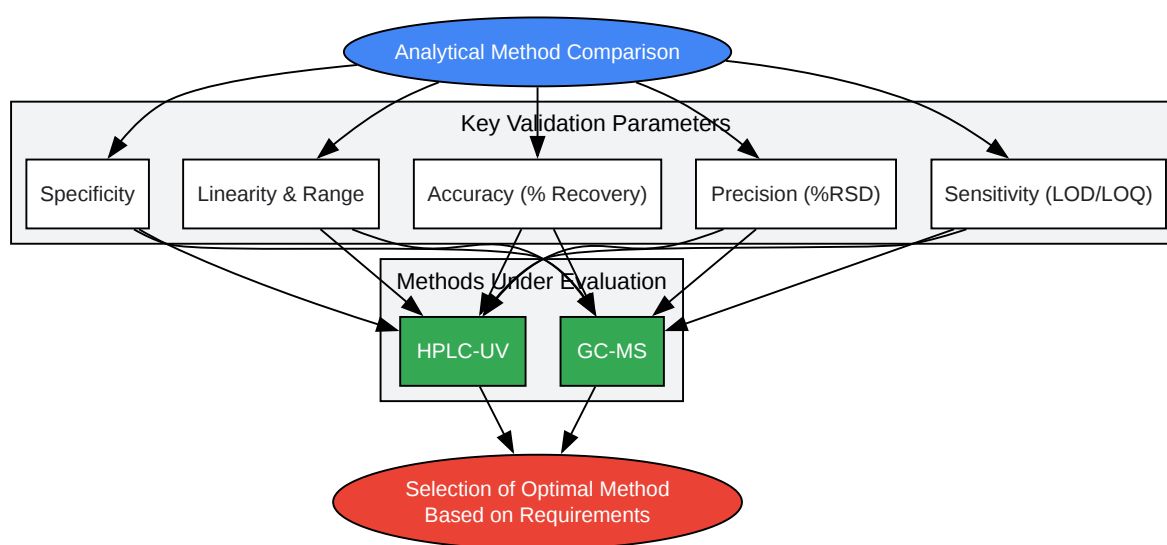 Analytical Method Comparison
Key Validation Parameters
Specificity
Linearity & Range
Accuracy (% Recovery)
Precision (%RSD)
Sensitivity (LOD/LOQ)
Methods Under Evaluation
HPLC-UV
GC-MS
Selection of Optimal Method
Based on Requirements